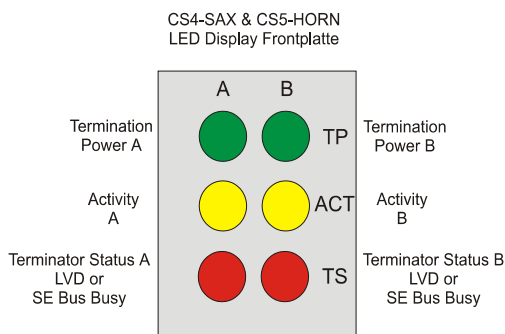 CS4-SAX & CS5-HORN
LED Display Frontplatte
A B
Termination
Power A
TP
Termination
Power B
Activity
A
ACT
Activity
B
Terminator Status A
LVD or
SE Bus Busy
TS
Terminator Status B
LVD or
SE Bus Busy